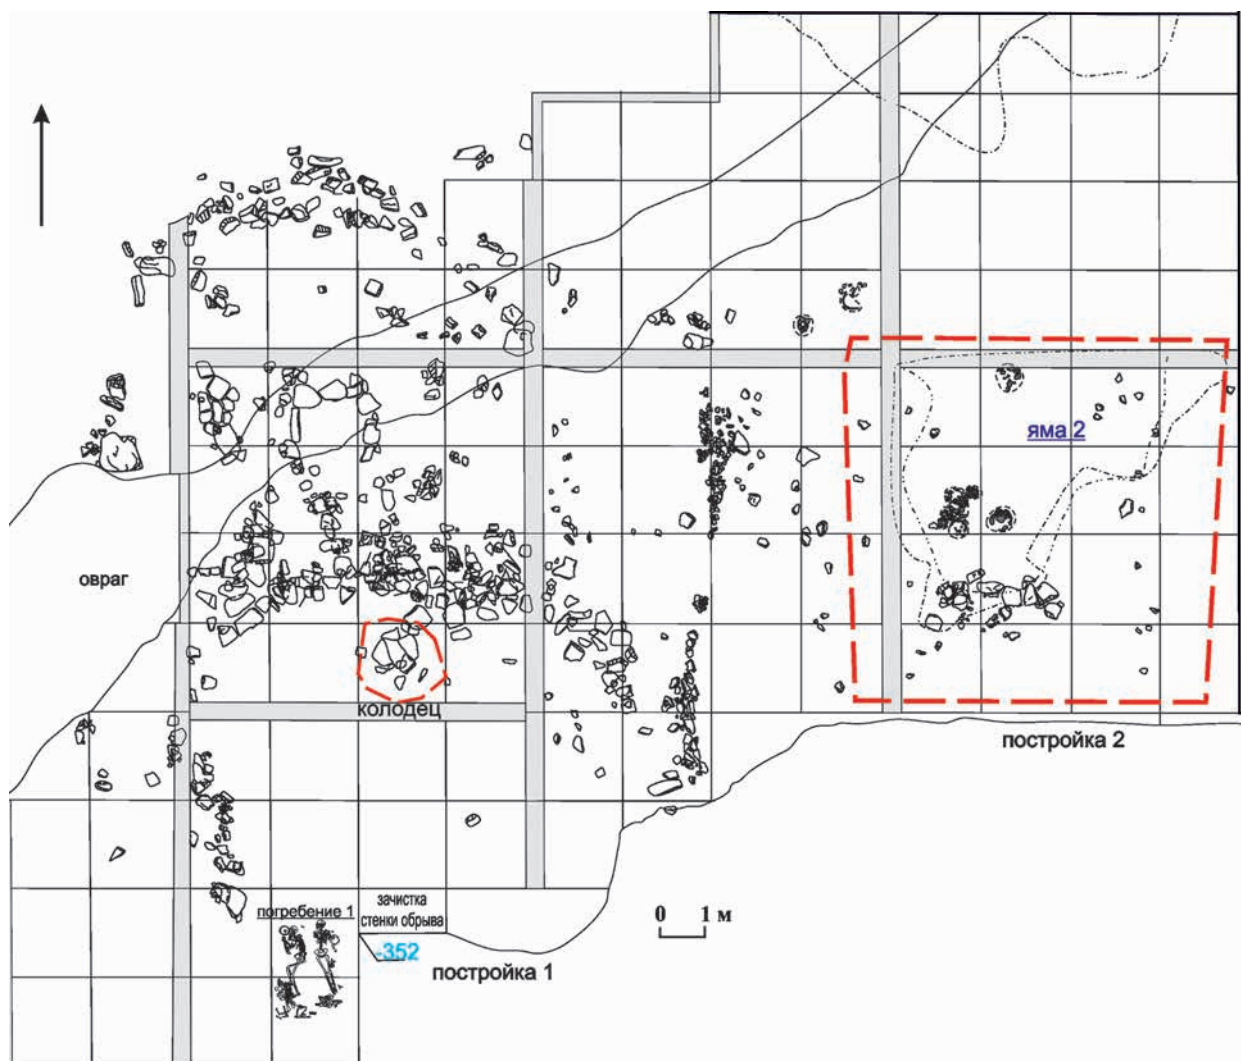 яма 2
овраг
колодец
постройка 2
погребение 1
зачистка
стенки обрыва
-352
0 1 м
постройка 1